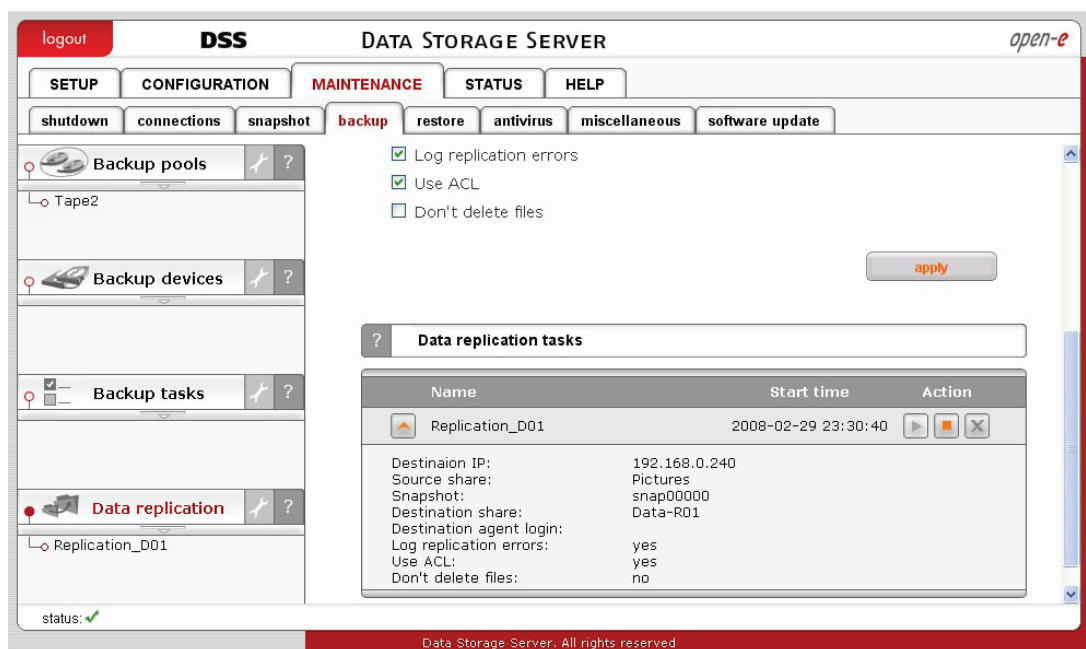 logout DSS DATA STORAGE SERVER open-e
SETUP CONFIGURATION MAINTENANCE STATUS HELP
shutdown connections snapshot backup restore antivirus miscellaneous software update
Backup pools ?
Tape2
Backup devices ?
Backup tasks ?
Data replication ?
Replication_D01
Log replication errors
Use ACL
Don't delete files
apply
? Data replication tasks
Name Start time Action
Replication_D01 2008-02-29 23:30:40
Destinaion IP: 192.168.0.240
Source share: Pictures
Snapshot: snap00000
Destination share: Data-R01
Destination agent login:
Log replication errors: yes
Use ACL: yes
Don't delete files: no
status:
Data Storage Server. All rights reserved